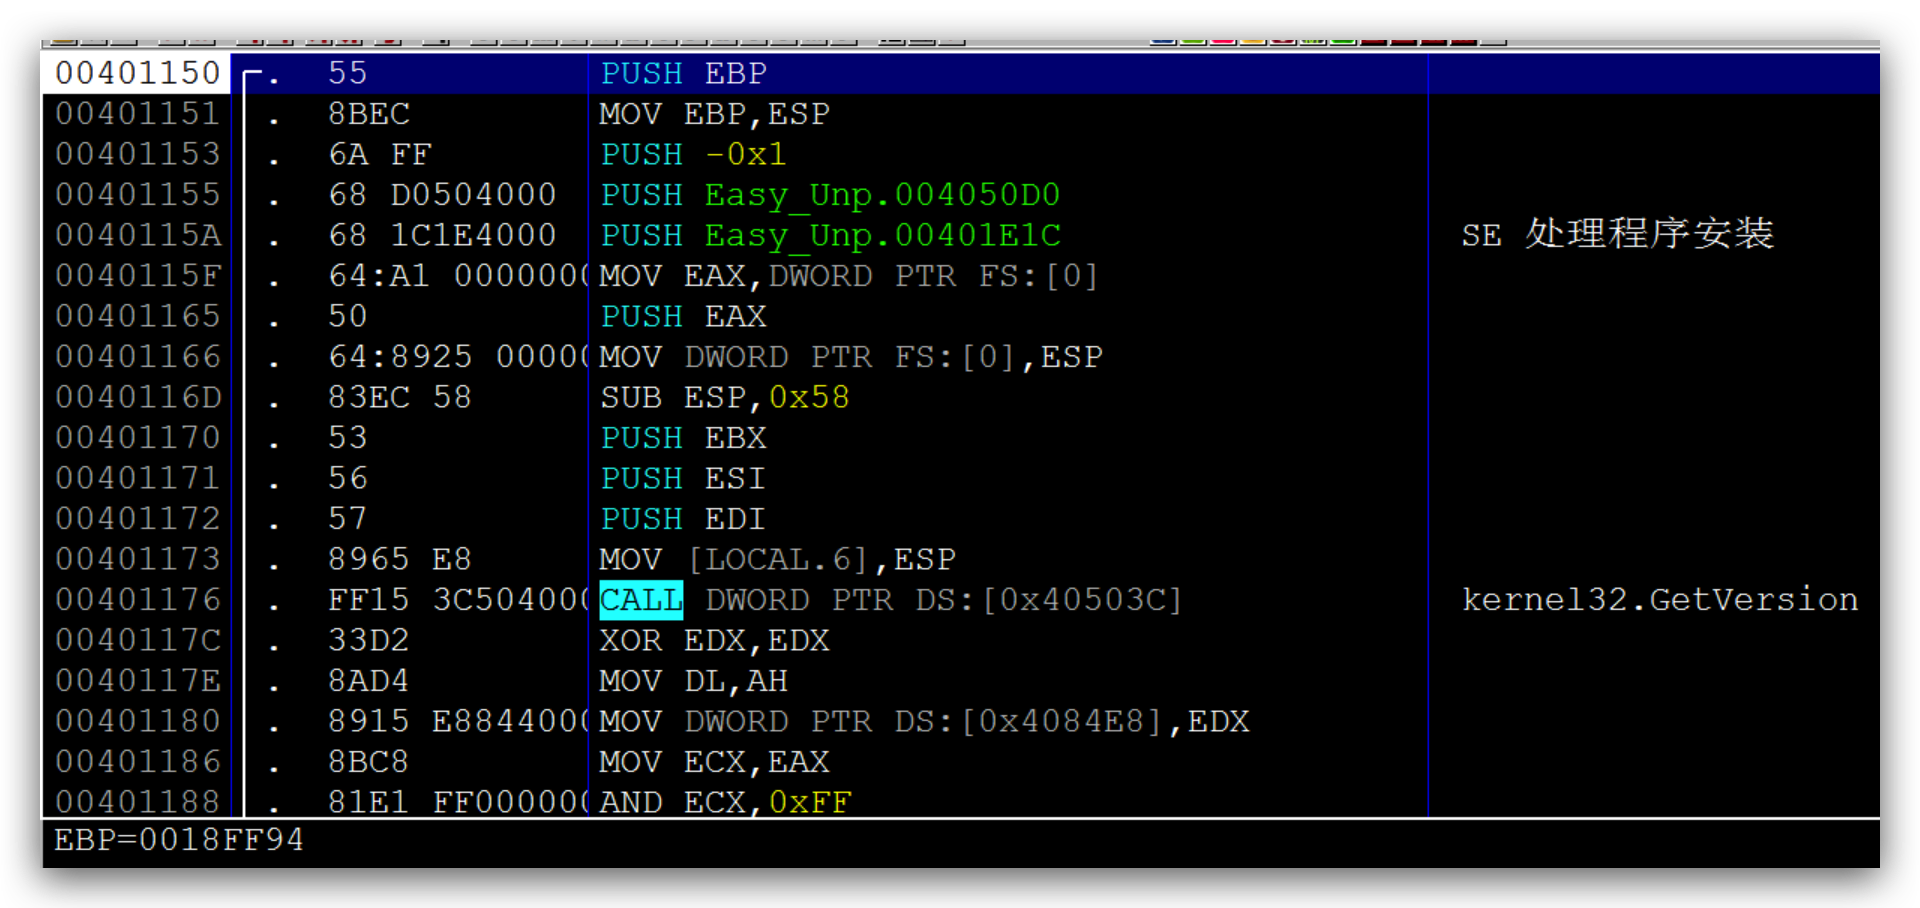 00401150 . 55 PUSH EBP
00401151 . 8BEC MOV EBP,ESP
00401153 . 6A FF PUSH -0x1
00401155 . 68 D0504000 PUSH Easy_Unp.004050D0
0040115A . 68 1C1E4000 PUSH Easy_Unp.00401E1C SE 处理程序安装
0040115F . 64:A1 0000000 MOV EAX,DWORD PTR FS:[0]
00401165 . 50 PUSH EAX
00401166 . 64:8925 0000 MOV DWORD PTR FS:[0],ESP
0040116D . 83EC 58 SUB ESP,0x58
00401170 . 53 PUSH EBX
00401171 . 56 PUSH ESI
00401172 . 57 PUSH EDI
00401173 . 8965 E8 MOV [LOCAL.6],ESP
00401176 . FF15 3C50400 CALL DWORD PTR DS:[0x40503C] kernel32.GetVersion
0040117C . 33D2 XOR EDX,EDX
0040117E . 8AD4 MOV DL,AH
00401180 . 8915 E884400 MOV DWORD PTR DS:[0x4084E8],EDX
00401186 . 8BC8 MOV ECX,EAX
00401188 . 81E1 FF00000 AND ECX,0xFF
EBP=0018FF94